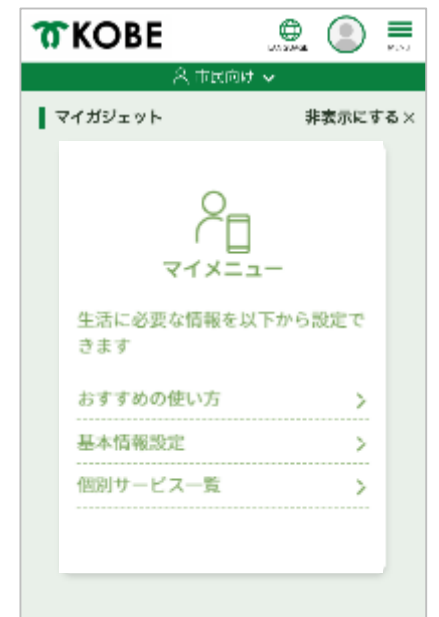 KOBE
LANGUAGE
MENU
市民向け
マイガジェット 非表示にする×
マイメニュー
生活に必要な情報を以下から設定で
きます
おすすめの使い方
基本情報設定
個別サービス一覧